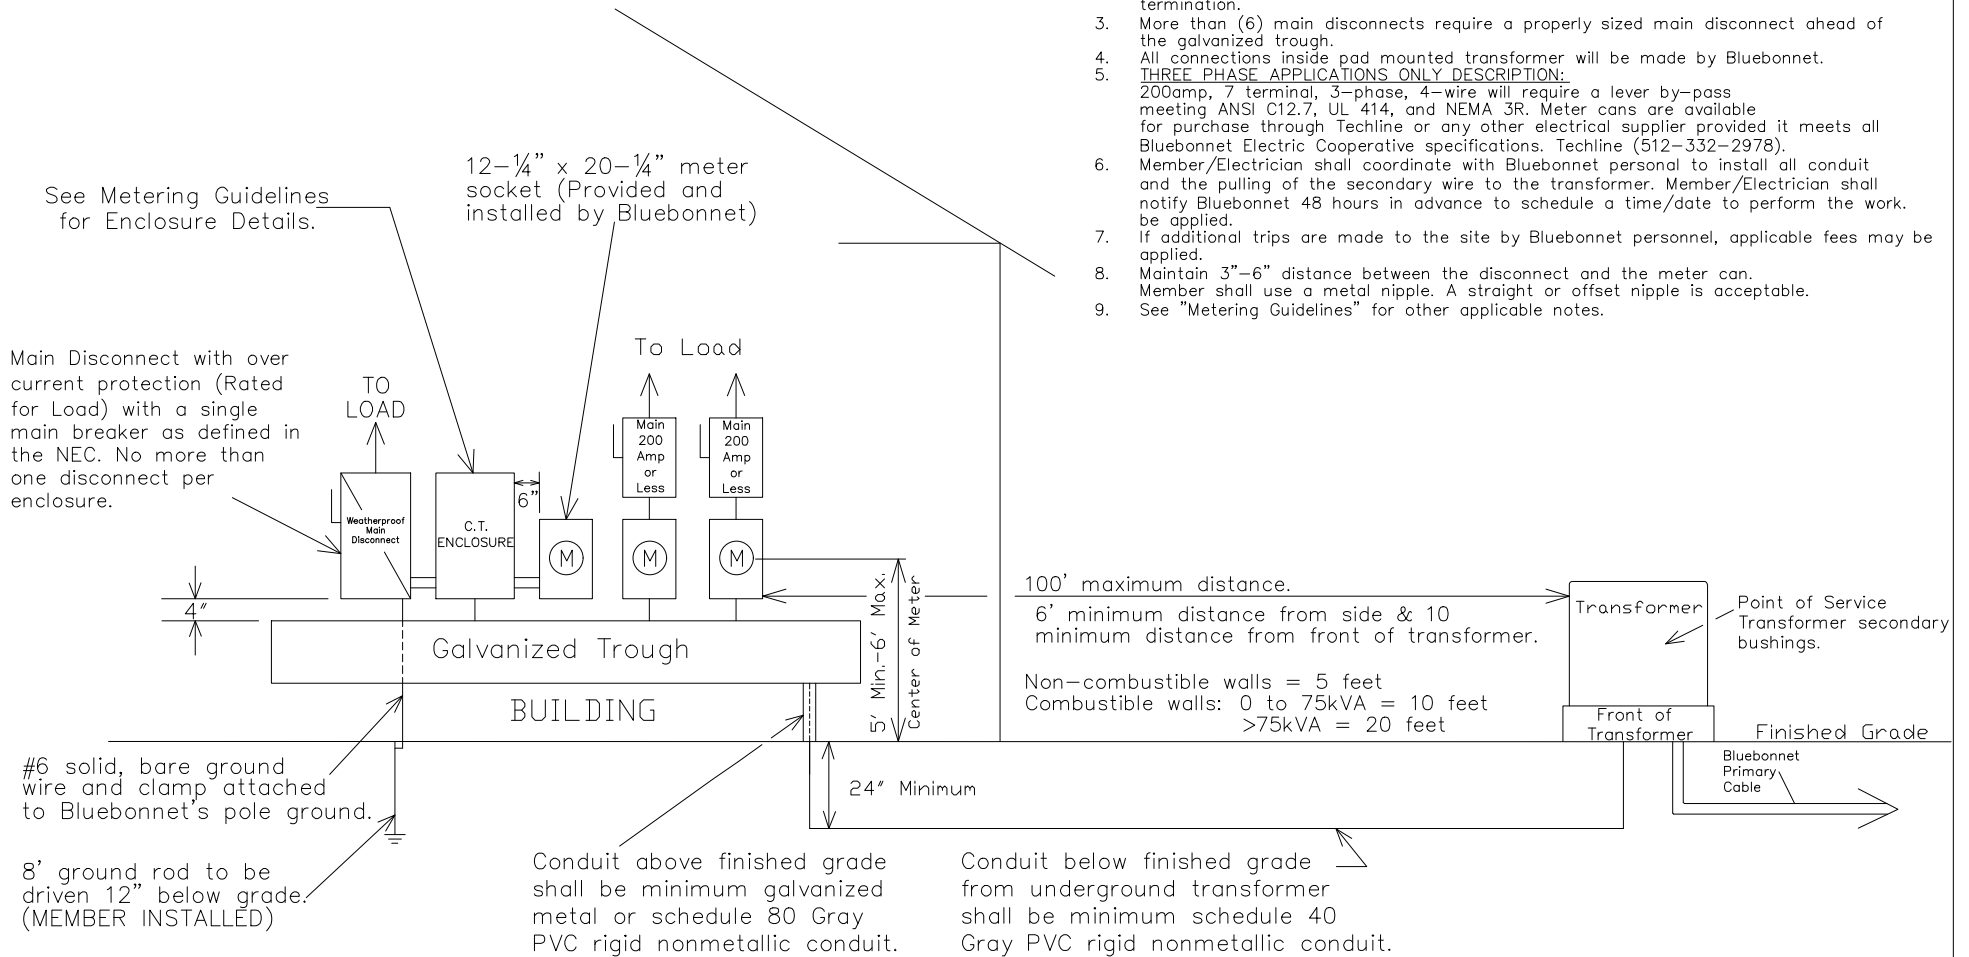 termination.
3. More than (6) main disconnects require a properly sized main disconnect ahead of
the galvanized trough.
4. All connections inside pad mounted transformer will be made by Bluebonnet.
5. THREE PHASE APPLICATIONS ONLY DESCRIPTION:
200amp, 7 terminal, 3-phase, 4-wire will require a lever by-pass
meeting ANSI C12.7, UL 414, and NEMA 3R. Meter cans are available
for purchase through Techline or any other electrical supplier provided it meets all
Bluebonnet Electric Cooperative specifications. Techline (512-332-2978).
6. Member/Electrician shall coordinate with Bluebonnet personal to install all conduit
and the pulling of the secondary wire to the transformer. Member/Electrician shall
notify Bluebonnet 48 hours in advance to schedule a time/date to perform the work.
be applied.
7. If additional trips are made to the site by Bluebonnet personnel, applicable fees may be
applied.
8. Maintain 3"-6" distance between the disconnect and the meter can.
Member shall use a metal nipple. A straight or offset nipple is acceptable.
9. See "Metering Guidelines" for other applicable notes.
See Metering Guidelines
for Enclosure Details.
12-¼" x 20-¼" meter
socket (Provided and
installed by Bluebonnet)
Main Disconnect with over
current protection (Rated
for Load) with a single
main breaker as defined in
the NEC. No more than
one disconnect per
enclosure.
TO
LOAD
To Load
Main
200
Amp
or
Less
Main
200
Amp
or
Less
Weatherproof
Main
Disconnect
C.T.
ENCLOSURE
6"
M
M
M
4"
Galvanized Trough
BUILDING
5' Min.-6' Max.
Center of Meter
100' maximum distance.
6' minimum distance from side & 10
minimum distance from front of transformer.
Non-combustible walls = 5 feet
Combustible walls: 0 to 75kVA = 10 feet
>75kVA = 20 feet
Transformer
Point of Service
Transformer secondary
bushings.
Front of
Transformer
Finished Grade
Bluebonnet
Primary
Cable
#6 solid, bare ground
wire and clamp attached
to Bluebonnet's pole ground.
24" Minimum
8' ground rod to be
driven 12" below grade.
(MEMBER INSTALLED)
Conduit above finished grade
shall be minimum galvanized
metal or schedule 80 Gray
PVC rigid nonmetallic conduit.
Conduit below finished grade
from underground transformer
shall be minimum schedule 40
Gray PVC rigid nonmetallic conduit.